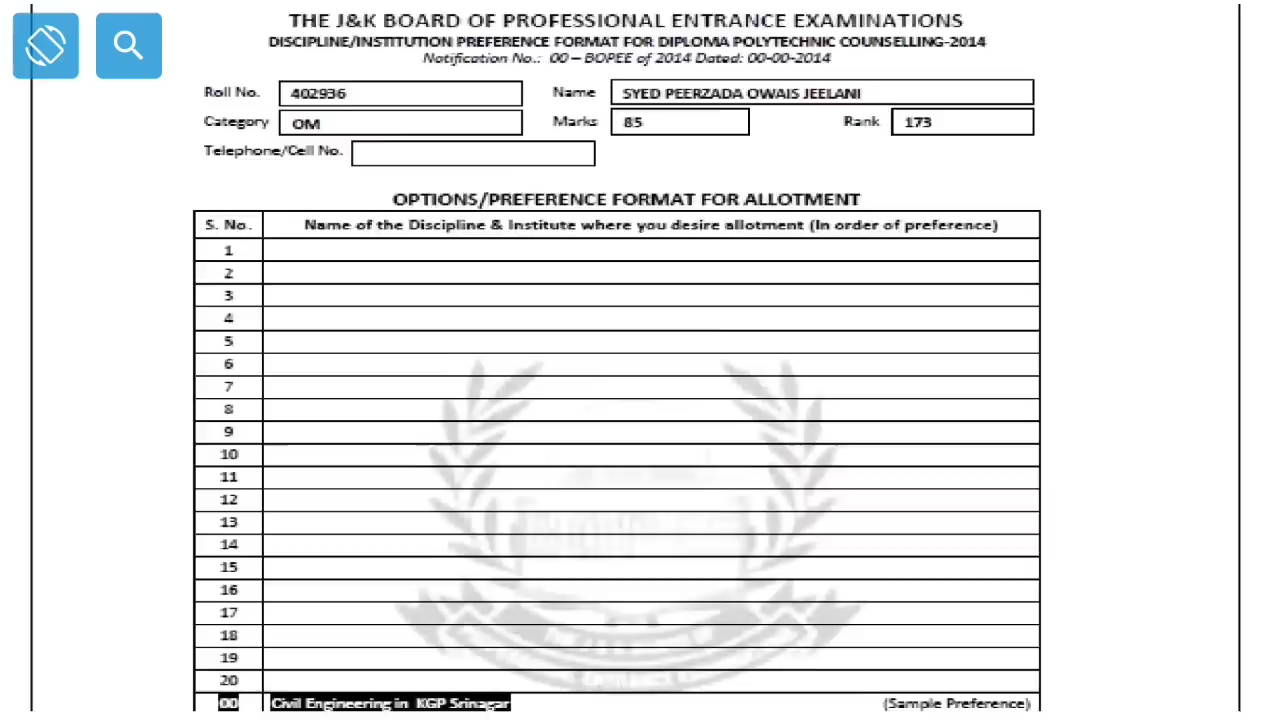 THE J&K BOARD OF PROFESSIONAL ENTRANCE EXAMINATIONS
DISCIPLINE/INSTITUTION PREFERENCE FORMAT FOR DIPLOMA POLYTECHNIC COUNSELLING-2014
Notification No.: 00 – BOPEE of 2014 Dated: 00-00-2014
Roll No. 402936 Name SYED PEERZADA OWAIS JEELANI
Category OM Marks 85 Rank 173
Telephone/Cell No.
OPTIONS/PREFERENCE FORMAT FOR ALLOTMENT
S. No. Name of the Discipline & Institute where you desire allotment (In order of preference)
1
2
3
4
5
6
7
8
9
10
11
12
13
14
15
16
17
18
19
20
00 Civil Engineering in KGP Srinagar (Sample Preference)